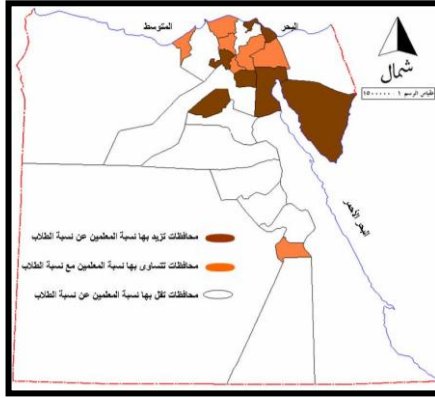 البحر
المتوسط
شمال
مقياس الرسم ١ : ١٥٠٠٠٠٠٠
البحر الأحمر
محافظات تزيد بها نسبة المعلمين عن نسبة الطلاب
محافظات تتساوى بها نسبة المعلمين مع نسبة الطلاب
محافظات تقل بها نسبة المعلمين عن نسبة الطلاب